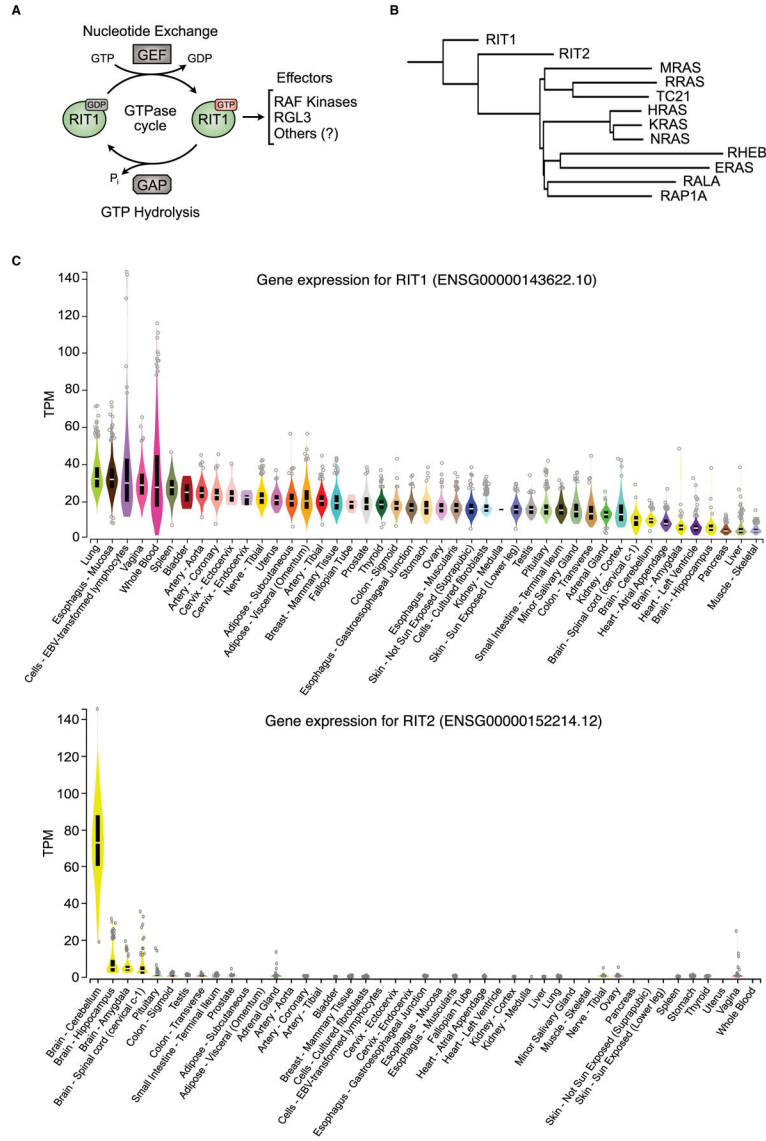 A
Nucleotide Exchange
GTP
GEF
GDP
RIT1
GDP
GTPase
cycle
RIT1
GTP
Effectors
RAF Kinases
RGL3
Others (?)
Pi
GAP
GTP Hydrolysis
B
RIT1
RIT2
MRAS
RRAS
TC21
HRAS
KRAS
NRAS
RHEB
ERAS
RALA
RAP1A
C
Gene expression for RIT1 (ENSG00000143622.10)
TPM
140
120
100
80
60
40
20
0
Lung
Esophagus - Mucosa
Cells - EBV-transformed lymphocytes
Vagina
Whole Blood
Spleen
Bladder
Artery - Aorta
Artery - Coronary
Cervix - Ectocervix
Cervix - Endocervix
Nerve - Tibial
Uterus
Adipose - Subcutaneous
Adipose - Visceral (Omentum)
Artery - Tibial
Breast - Mammary Tissue
Fallopian Tube
Prostate
Thyroid
Colon - Sigmoid
Esophagus - Gastroesophageal Junction
Stomach
Ovary
Esophagus - Muscularis
Skin - Not Sun Exposed (Suprapubic)
Cells - Cultured fibroblasts
Kidney - Medulla
Skin - Sun Exposed (Lower leg)
Testis
Pituitary
Small Intestine - Terminal Ileum
Minor Salivary Gland
Colon - Transverse
Adrenal Gland
Kidney - Cortex
Brain - Spinal cord (cervical c-1)
Brain - Cerebellum
Heart - Atrial Appendage
Brain - Amygdala
Heart - Left Ventricle
Brain - Hippocampus
Pancreas
Liver
Muscle - Skeletal
Gene expression for RIT2 (ENSG00000152214.12)
TPM
140
120
100
80
60
40
20
0
Brain - Cerebellum
Brain - Hippocampus
Brain - Amygdala
Brain - Spinal cord (cervical c-1)
Pituitary
Colon - Sigmoid
Testis
Colon - Transverse
Small Intestine - Terminal Ileum
Prostate
Adipose - Subcutaneous
Adipose - Visceral (Omentum)
Adrenal Gland
Artery - Aorta
Artery - Coronary
Artery - Tibial
Bladder
Breast - Mammary Tissue
Cells - Cultured fibroblasts
Cells - EBV-transformed lymphocytes
Cervix - Ectocervix
Cervix - Endocervix
Esophagus - Gastroesophageal Junction
Esophagus - Mucosa
Esophagus - Muscularis
Fallopian Tube
Heart - Atrial Appendage
Heart - Left Ventricle
Kidney - Cortex
Kidney - Medulla
Liver
Lung
Minor Salivary Gland
Muscle - Skeletal
Nerve - Tibial
Ovary
Pancreas
Skin - Not Sun Exposed (Suprapubic)
Skin - Sun Exposed (Lower leg)
Spleen
Stomach
Thyroid
Uterus
Vagina
Whole Blood